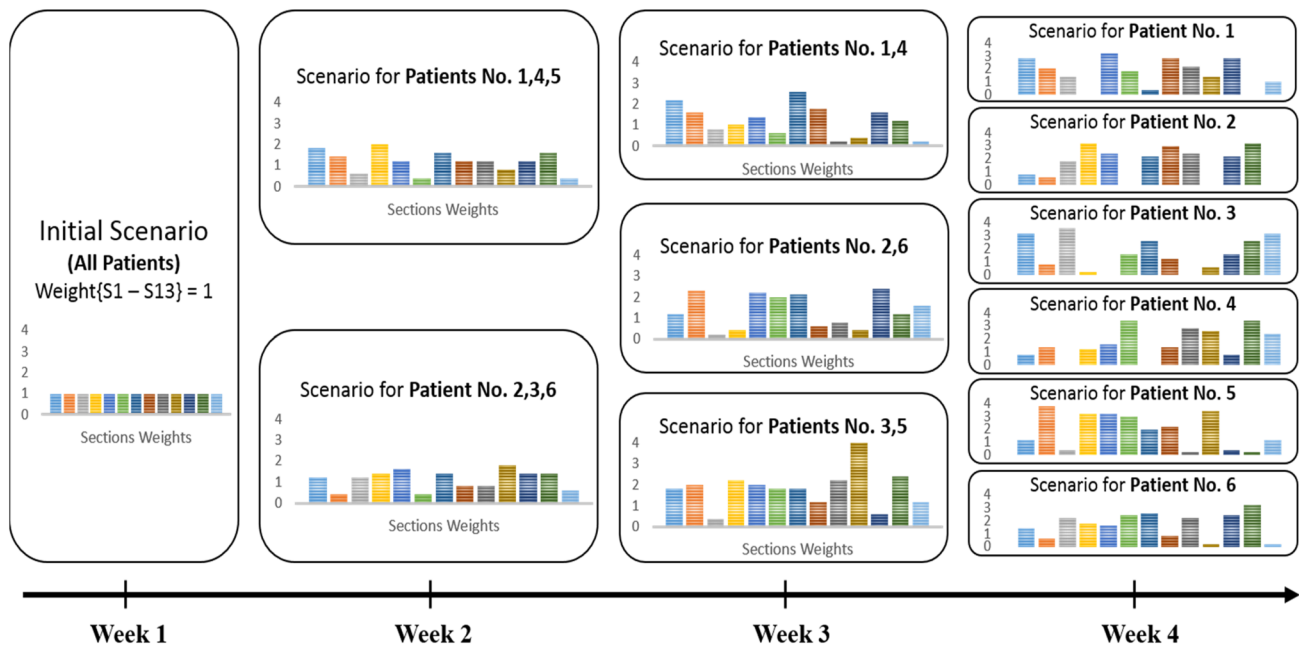 Initial Scenario
(All Patients)
Weight{S1 – S13} = 1
4
3
2
1
0
Sections Weights
Scenario for Patients No. 1,4,5
4
3
2
1
0
Sections Weights
Scenario for Patient No. 2,3,6
4
3
2
1
0
Sections Weights
Scenario for Patients No. 1,4
4
3
2
1
0
Sections Weights
Scenario for Patients No. 2,6
4
3
2
1
0
Sections Weights
Scenario for Patients No. 3,5
4
3
2
1
0
Sections Weights
Scenario for Patient No. 1
4
3
2
1
0
Scenario for Patient No. 2
4
3
2
1
0
Scenario for Patient No. 3
4
3
2
1
0
Scenario for Patient No. 4
4
3
2
1
0
Scenario for Patient No. 5
4
3
2
1
0
Scenario for Patient No. 6
4
3
2
1
0
Week 1
Week 2
Week 3
Week 4